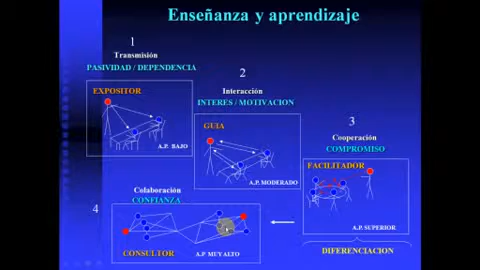 Enseñanza y aprendizaje
1
Transmisión
PASIVIDAD / DEPENDENCIA
EXPOSITOR
A.P. BAJO
2
Interacción
INTERES / MOTIVACION
GUIA
A.P. MODERADO
3
Cooperación
COMPROMISO
FACILITADOR
A.P. SUPERIOR
DIFERENCIACION
4
Colaboración
CONFIANZA
CONSULTOR
A.P MUY ALTO